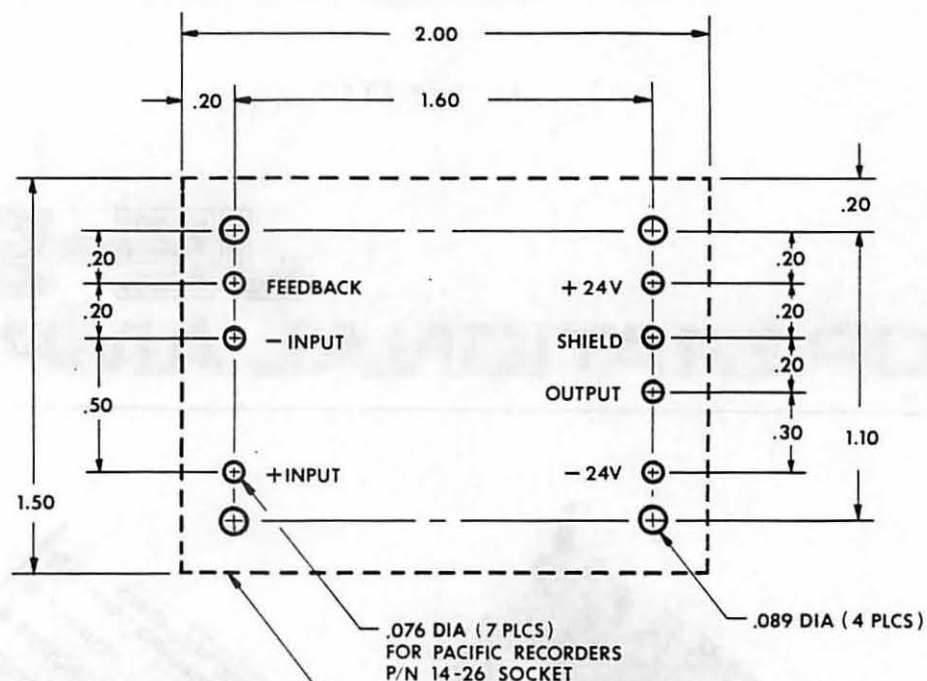 2.00
.20
1.60
.20
.20
FEEDBACK
+24V
.20
.20
-INPUT
SHIELD
.20
.20
OUTPUT
.50
.30
1.10
+INPUT
-24V
1.50
.076 DIA (7 PLCS)
FOR PACIFIC RECORDERS
P/N 14-26 SOCKET
.089 DIA (4 PLCS)